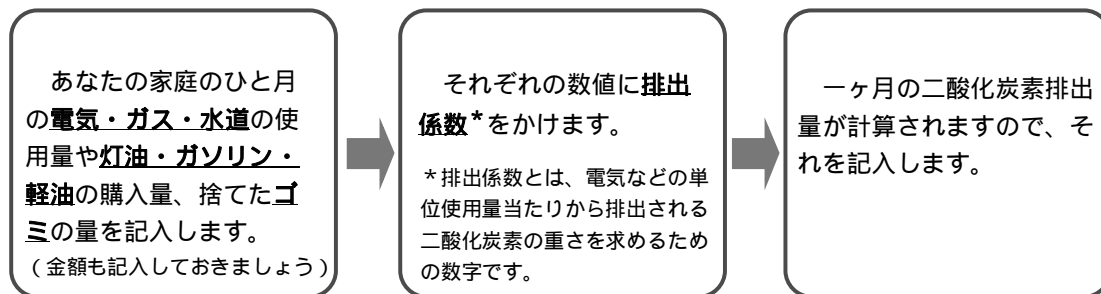 あなたの家庭のひと月
の電気・ガス・水道の使
用量や灯油・ガソリン・
軽油の購入量、捨てたゴ
ミの量を記入します。
(金額も記入しておきましょう)
それぞれの数値に排出
係数*をかけます。
*排出係数とは、電気などの単
位使用量当たりから排出される
二酸化炭素の重さを求めるため
の数字です。
一ヶ月の二酸化炭素排出
量が計算されますので、そ
れを記入します。